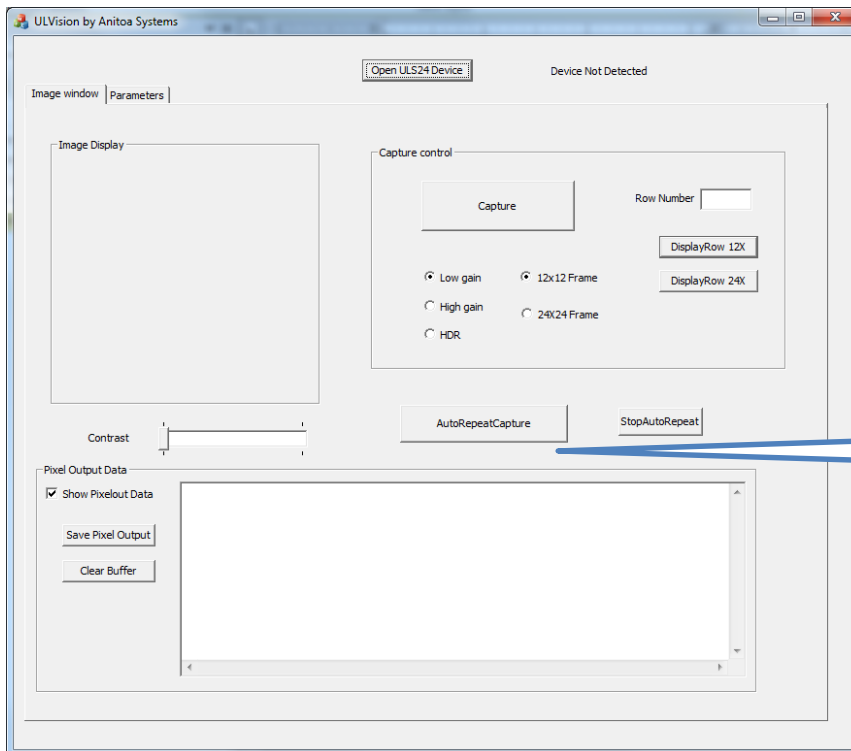 ULVision by Anitoa Systems
Open ULS24 Device
Device Not Detected
Image window
Parameters
Image Display
Capture control
Capture
Row Number
DisplayRow 12X
Low gain
12x12 Frame
DisplayRow 24X
High gain
24X24 Frame
HDR
AutoRepeatCapture
StopAutoRepeat
Contrast
Pixel Output Data
Show Pixelout Data
Save Pixel Output
Clear Buffer